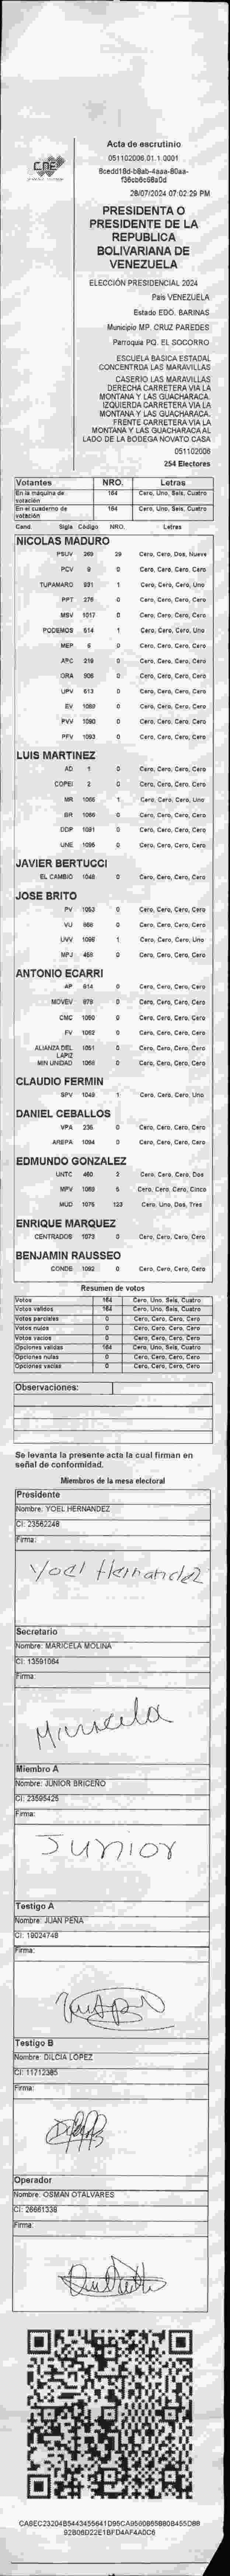 CNE
Acta de escrutinio
051102006.01.1.0001
28/07/2024 07:02:29 PM
PRESIDENTA O
PRESIDENTE DE LA
REPUBLICA
BOLIVARIANA DE
VENEZUELA
ELECCIÓN PRESIDENCIAL 2024
País VENEZUELA
Estado EDO. BARINAS
Municipio MP. CRUZ PAREDES
Parroquia PQ. EL SOCORRO
ESCUELA BASICA ESTADAL
CONCENTRDA LAS MARAVILLAS
CASERIO LAS MARAVILLAS
DERECHA CARRETERA VIA LA
MONTANA Y LAS GUACHARACA.
IZQUIERDA CARRETERA VIA LA
MONTANA Y LAS GUACHARACA.
FRENTE CARRETERA VIA LA
MONTANA Y LAS GUACHARACA AL
LADO DE LA BODEGA NOVATO CASA
051102006
254 Electores
Votantes NRO. Letras
En la máquina de votación 164 Cero, Uno, Seis, Cuatro
En el cuaderno de votación 164 Cero, Uno, Seis, Cuatro
Cand. Sigla Código NRO. Letras
NICOLAS MADURO
PSUV 269 29 Cero, Cero, Dos, Nueve
PCV 9 0 Cero, Cero, Cero, Cero
TUPAMARO 931 1 Cero, Cero, Cero, Uno
PPT 276 0 Cero, Cero, Cero, Cero
MSV 1017 0 Cero, Cero, Cero, Cero
PODEMOS 614 1 Cero, Cero, Cero, Uno
MEP 6 0 Cero, Cero, Cero, Cero
APC 219 0 Cero, Cero, Cero, Cero
ORA 906 0 Cero, Cero, Cero, Cero
UPV 613 0 Cero, Cero, Cero, Cero
EV 1080 0 Cero, Cero, Cero, Cero
PVV 1090 0 Cero, Cero, Cero, Cero
PFV 1093 0 Cero, Cero, Cero, Cero
LUIS MARTINEZ
AD 1 0 Cero, Cero, Cero, Cero
COPEI 2 0 Cero, Cero, Cero, Cero
MR 1066 1 Cero, Cero, Cero, Uno
BR 1086 0 Cero, Cero, Cero, Cero
DDP 1091 0 Cero, Cero, Cero, Cero
UNE 1096 0 Cero, Cero, Cero, Cero
JAVIER BERTUCCI
EL CAMBIO 1048 0 Cero, Cero, Cero, Cero
JOSE BRITO
PV 1053 0 Cero, Cero, Cero, Cero
VU 968 0 Cero, Cero, Cero, Cero
UVV 1098 1 Cero, Cero, Cero, Uno
MPJ 458 0 Cero, Cero, Cero, Cero
ANTONIO ECARRI
AP 814 0 Cero, Cero, Cero, Cero
MOVEV 979 0 Cero, Cero, Cero, Cero
CMC 1050 0 Cero, Cero, Cero, Cero
FV 1062 0 Cero, Cero, Cero, Cero
ALIANZA DEL LAPIZ 1051 0 Cero, Cero, Cero, Cero
MIN UNIDAD 1068 0 Cero, Cero, Cero, Cero
CLAUDIO FERMIN
SPV 1049 1 Cero, Cero, Cero, Uno
DANIEL CEBALLOS
VPA 236 0 Cero, Cero, Cero, Cero
AREPA 1094 0 Cero, Cero, Cero, Cero
EDMUNDO GONZALEZ
UNTC 460 2 Cero, Cero, Cero, Dos
MPV 1069 5 Cero, Cero, Cero, Cinco
MUD 1076 123 Cero, Uno, Dos, Tres
ENRIQUE MARQUEZ
CENTRADOS 1073 0 Cero, Cero, Cero, Cero
BENJAMIN RAUSSEO
CONDE 1092 0 Cero, Cero, Cero, Cero
Resumen de votos
Votos 164 Cero, Uno, Seis, Cuatro
Votos válidos 164 Cero, Uno, Seis, Cuatro
Votos parciales 0 Cero, Cero, Cero, Cero
Votos nulos 0 Cero, Cero, Cero, Cero
Votos vacíos 0 Cero, Cero, Cero, Cero
Opciones válidas 164 Cero, Uno, Seis, Cuatro
Opciones nulas 0 Cero, Cero, Cero, Cero
Opciones vacías 0 Cero, Cero, Cero, Cero
Observaciones:
Se levanta la presente acta la cual firman en
señal de conformidad.
Miembros de la mesa electoral
Presidente
Nombre: YOEL HERNANDEZ
CI: 23562248
Firma:
Yoel Hernandez
Secretario
Nombre: MARICELA MOLINA
CI: 13591064
Firma:
Maricela
Miembro A
Nombre: JUNIOR BRICEÑO
CI: 23595425
Firma:
Junior
Testigo A
Nombre: JUAN PEÑA
CI: 19024748
Firma:
Testigo B
Nombre: DILCIA LOPEZ
CI: 11712385
Firma:
Operador
Nombre: OSMAN OTALVARES
CI: 26661338
Firma: